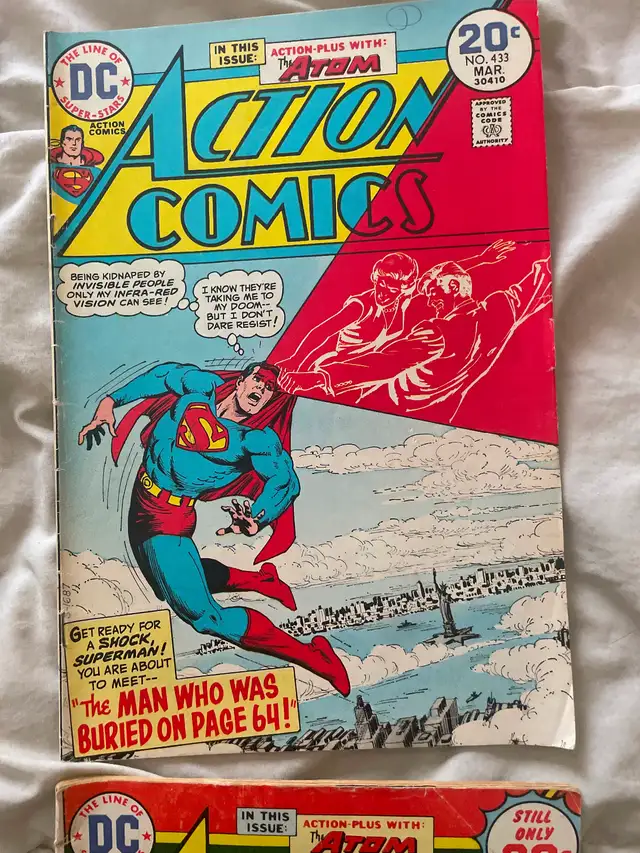 THE LINE OF
DC
SUPER-STARS
ACTION
COMICS
IN THIS
ISSUE:
ACTION-PLUS WITH:
The ATOM
20¢
NO. 433
MAR.
30410
APPROVED
BY THE
COMICS
CODE
AUTHORITY
ACTION
COMICS
BEING KIDNAPED BY
INVISIBLE PEOPLE
ONLY MY INFRA-RED
VISION CAN SEE!
I KNOW THEY'RE
TAKING ME TO
MY DOOM--
BUT I DON'T
DARE RESIST!
GET READY FOR
A SHOCK,
SUPERMAN!
YOU ARE ABOUT
TO MEET--
"The MAN WHO WAS
BURIED ON PAGE 64!"
THE LINE OF
DC
IN THIS
ISSUE:
ACTION-PLUS WITH:
The ATOM
STILL
ONLY